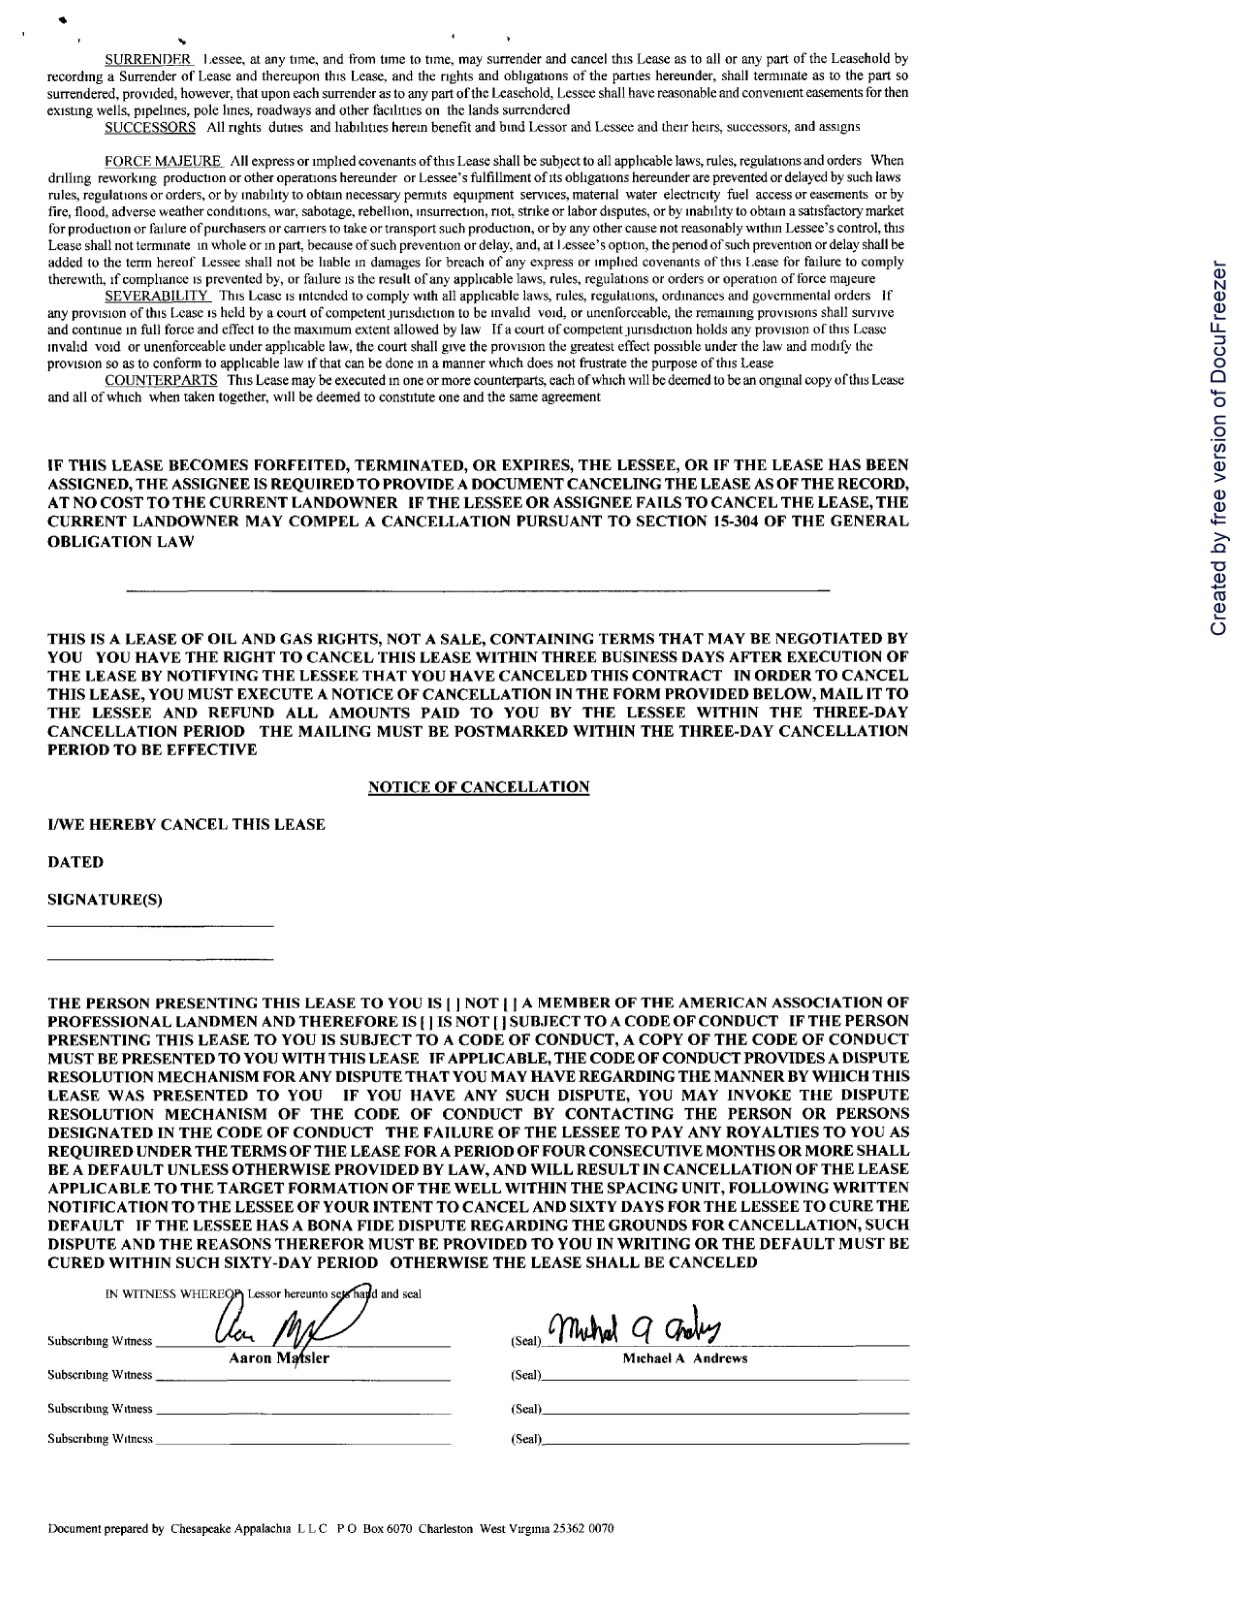 SURRENDER Lessee, at any time, and from time to time, may surrender and cancel this Lease as to all or any part of the Leasehold by
recording a Surrender of Lease and thereupon this Lease, and the rights and obligations of the parties hereunder, shall terminate as to the part so
surrendered, provided, however, that upon each surrender as to any part of the Leasehold, Lessee shall have reasonable and convenient easements for then
existing wells, pipelines, pole lines, roadways and other facilities on the lands surrendered
SUCCESSORS All rights duties and liabilities herein benefit and bind Lessor and Lessee and their heirs, successors, and assigns
FORCE MAJEURE All express or implied covenants of this Lease shall be subject to all applicable laws, rules, regulations and orders When
drilling reworking production or other operations hereunder or Lessee's fulfillment of its obligations hereunder are prevented or delayed by such laws
rules, regulations or orders, or by inability to obtain necessary permits equipment services, material water electricity fuel access or easements or by
fire, flood, adverse weather conditions, war, sabotage, rebellion, insurrection, riot, strike or labor disputes, or by inability to obtain a satisfactory market
for production or failure of purchasers or carriers to take or transport such production, or by any other cause not reasonably within Lessee's control, this
Lease shall not terminate in whole or in part, because of such prevention or delay, and, at Lessee's option, the period of such prevention or delay shall be
added to the term hereof Lessee shall not be liable in damages for breach of any express or implied covenants of this Lease for failure to comply
therewith, if compliance is prevented by, or failure is the result of any applicable laws, rules, regulations or orders or operation of force majeure
SEVERABILITY This Lease is intended to comply with all applicable laws, rules, regulations, ordinances and governmental orders If
any provision of this Lease is held by a court of competent jurisdiction to be invalid void, or unenforceable, the remaining provisions shall survive
and continue in full force and effect to the maximum extent allowed by law If a court of competent jurisdiction holds any provision of this Lease
invalid void or unenforceable under applicable law, the court shall give the provision the greatest effect possible under the law and modify the
provision so as to conform to applicable law if that can be done in a manner which does not frustrate the purpose of this Lease
COUNTERPARTS This Lease may be executed in one or more counterparts, each of which will be deemed to be an original copy of this Lease
and all of which when taken together, will be deemed to constitute one and the same agreement
IF THIS LEASE BECOMES FORFEITED, TERMINATED, OR EXPIRES, THE LESSEE, OR IF THE LEASE HAS BEEN
ASSIGNED, THE ASSIGNEE IS REQUIRED TO PROVIDE A DOCUMENT CANCELING THE LEASE AS OF THE RECORD,
AT NO COST TO THE CURRENT LANDOWNER IF THE LESSEE OR ASSIGNEE FAILS TO CANCEL THE LEASE, THE
CURRENT LANDOWNER MAY COMPEL A CANCELLATION PURSUANT TO SECTION 15-304 OF THE GENERAL
OBLIGATION LAW
THIS IS A LEASE OF OIL AND GAS RIGHTS, NOT A SALE, CONTAINING TERMS THAT MAY BE NEGOTIATED BY
YOU YOU HAVE THE RIGHT TO CANCEL THIS LEASE WITHIN THREE BUSINESS DAYS AFTER EXECUTION OF
THE LEASE BY NOTIFYING THE LESSEE THAT YOU HAVE CANCELED THIS CONTRACT IN ORDER TO CANCEL
THIS LEASE, YOU MUST EXECUTE A NOTICE OF CANCELLATION IN THE FORM PROVIDED BELOW, MAIL IT TO
THE LESSEE AND REFUND ALL AMOUNTS PAID TO YOU BY THE LESSEE WITHIN THE THREE-DAY
CANCELLATION PERIOD THE MAILING MUST BE POSTMARKED WITHIN THE THREE-DAY CANCELLATION
PERIOD TO BE EFFECTIVE
NOTICE OF CANCELLATION
I/WE HEREBY CANCEL THIS LEASE
DATED
SIGNATURE(S)
THE PERSON PRESENTING THIS LEASE TO YOU IS [ ] NOT [ ] A MEMBER OF THE AMERICAN ASSOCIATION OF
PROFESSIONAL LANDMEN AND THEREFORE IS [ ] IS NOT [ ] SUBJECT TO A CODE OF CONDUCT IF THE PERSON
PRESENTING THIS LEASE TO YOU IS SUBJECT TO A CODE OF CONDUCT, A COPY OF THE CODE OF CONDUCT
MUST BE PRESENTED TO YOU WITH THIS LEASE IF APPLICABLE, THE CODE OF CONDUCT PROVIDES A DISPUTE
RESOLUTION MECHANISM FOR ANY DISPUTE THAT YOU MAY HAVE REGARDING THE MANNER BY WHICH THIS
LEASE WAS PRESENTED TO YOU IF YOU HAVE ANY SUCH DISPUTE, YOU MAY INVOKE THE DISPUTE
RESOLUTION MECHANISM OF THE CODE OF CONDUCT BY CONTACTING THE PERSON OR PERSONS
DESIGNATED IN THE CODE OF CONDUCT THE FAILURE OF THE LESSEE TO PAY ANY ROYALTIES TO YOU AS
REQUIRED UNDER THE TERMS OF THE LEASE FOR A PERIOD OF FOUR CONSECUTIVE MONTHS OR MORE SHALL
BE A DEFAULT UNLESS OTHERWISE PROVIDED BY LAW, AND WILL RESULT IN CANCELLATION OF THE LEASE
APPLICABLE TO THE TARGET FORMATION OF THE WELL WITHIN THE SPACING UNIT, FOLLOWING WRITTEN
NOTIFICATION TO THE LESSEE OF YOUR INTENT TO CANCEL AND SIXTY DAYS FOR THE LESSEE TO CURE THE
DEFAULT IF THE LESSEE HAS A BONA FIDE DISPUTE REGARDING THE GROUNDS FOR CANCELLATION, SUCH
DISPUTE AND THE REASONS THEREFOR MUST BE PROVIDED TO YOU IN WRITING OR THE DEFAULT MUST BE
CURED WITHIN SUCH SIXTY-DAY PERIOD OTHERWISE THE LEASE SHALL BE CANCELED
IN WITNESS WHEREOF Lessor hereunto sets hand and seal
Subscribing Witness (Seal) Michael A
Aaron Matsler Michael A Andrews
Subscribing Witness (Seal)
Subscribing Witness (Seal)
Subscribing Witness (Seal)
Document prepared by Chesapeake Appalachia L L C P O Box 6070 Charleston West Virginia 25362 0070
Created by free version of DocuFreezer